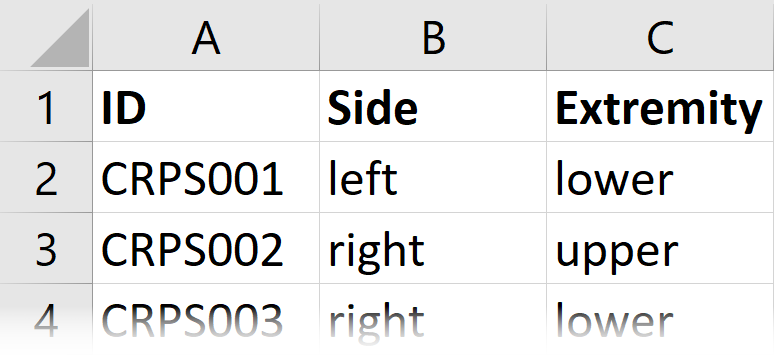 A B C
1 ID Side Extremity
2 CRPS001 left lower
3 CRPS002 right upper
4 CRPS003 right lower